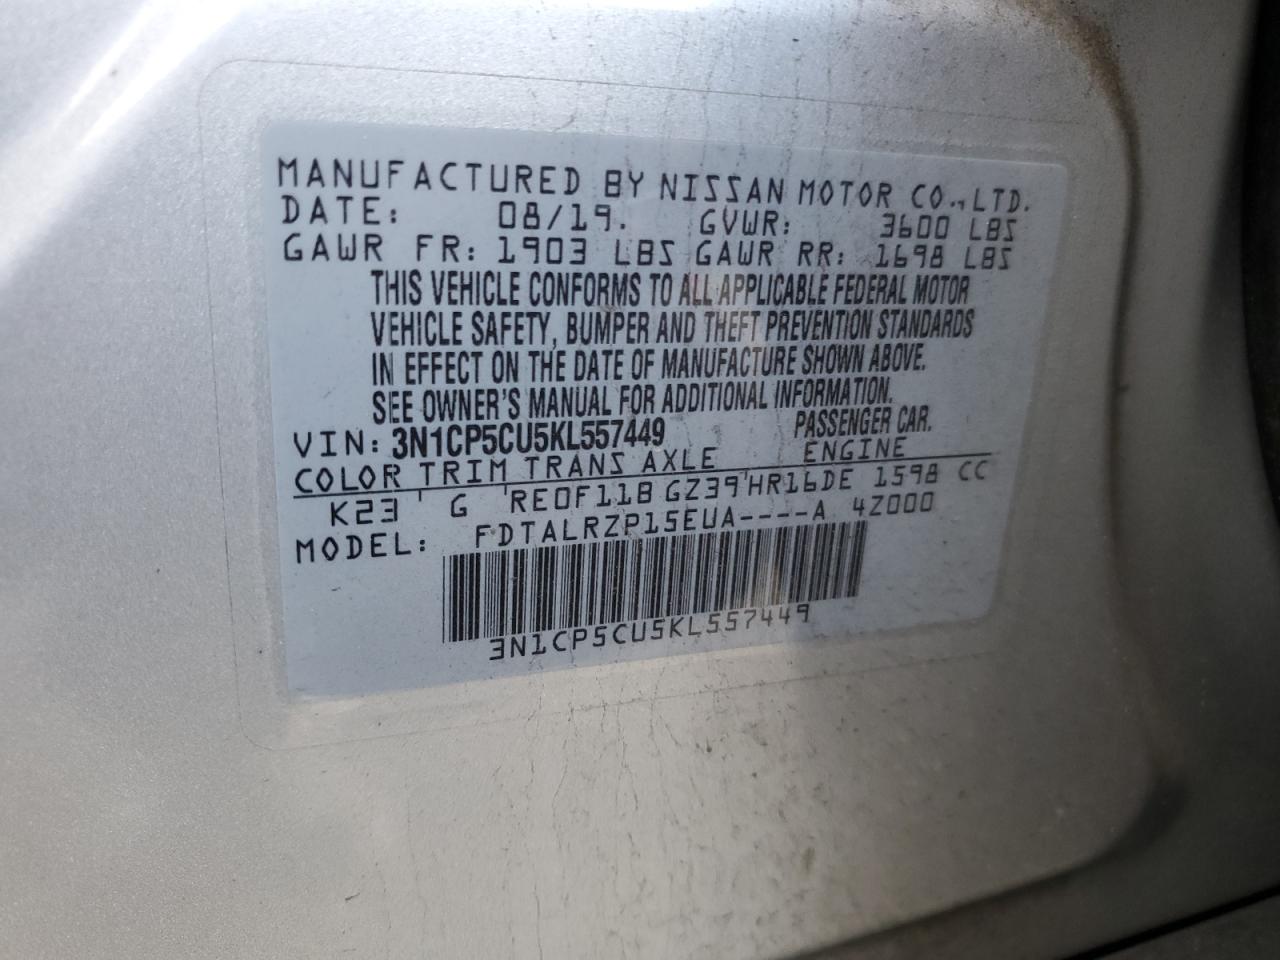 MANUFACTURED BY NISSAN MOTOR CO., LTD.
DATE: 08/19. GVWR: 3600 LBS
GAWR FR: 1903 LBS GAWR RR: 1698 LBS
THIS VEHICLE CONFORMS TO ALL APPLICABLE FEDERAL MOTOR
VEHICLE SAFETY, BUMPER AND THEFT PREVENTION STANDARDS
IN EFFECT ON THE DATE OF MANUFACTURE SHOWN ABOVE.
SEE OWNER'S MANUAL FOR ADDITIONAL INFORMATION.
VIN: 3N1CP5CU5KL557449 PASSENGER CAR.
COLOR TRIM TRANS AXLE ENGINE
K23 G RE0F11B GZ39 HR16DE 1598 CC
MODEL: FDTALRZP15EUA----A 4Z000
3N1CP5CU5KL557449